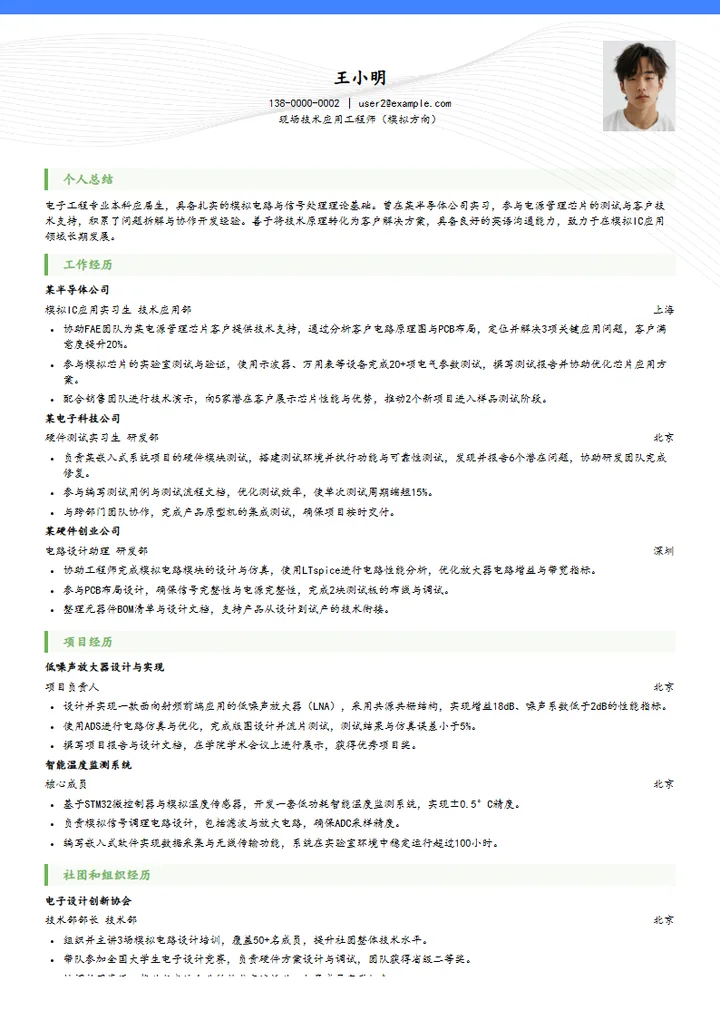 王小明
138-0000-0002 | user2@example.com
现场技术应用工程师（模拟方向）
个人总结
电子工程专业本科应届生，具备扎实的模拟电路与信号处理理论基础。曾在某半导体公司实习，参与电源管理芯片的测试与客户技
术支持，积累了问题拆解与协作开发经验。善于将技术原理转化为客户解决方案，具备良好的英语沟通能力，致力于在模拟IC应用
领域长期发展。
工作经历
某半导体公司
模拟IC应用实习生 技术应用部 上海
• 协助FAE团队为某电源管理芯片客户提供技术支持，通过分析客户电路原理图与PCB布局，定位并解决3项关键应用问题，客户满
意度提升20%。
• 参与模拟芯片的实验室测试与验证，使用示波器、万用表等设备完成20+项电气参数测试，撰写测试报告并协助优化芯片应用方
案。
• 配合销售团队进行技术演示，向5家潜在客户展示芯片性能与优势，推动2个新项目进入样品测试阶段。
某电子科技公司
硬件测试实习生 研发部 北京
• 负责某嵌入式系统项目的硬件模块测试，搭建测试环境并执行功能与可靠性测试，发现并报告6个潜在问题，协助研发团队完成
修复。
• 参与编写测试用例与测试流程文档，优化测试效率，使单次测试周期缩短15%。
• 与跨部门团队协作，完成产品原型机的集成测试，确保项目按时交付。
某硬件创业公司
电路设计助理 研发部 深圳
• 协助工程师完成模拟电路模块的设计与仿真，使用LTspice进行电路性能分析，优化放大器电路增益与带宽指标。
• 参与PCB布局设计，确保信号完整性与电源完整性，完成2块测试板的布线与调试。
• 整理元器件BOM清单与设计文档，支持产品从设计到试产的技术衔接。
项目经历
低噪声放大器设计与实现
项目负责人 北京
• 设计并实现一款面向射频前端应用的低噪声放大器（LNA），采用共源共栅结构，实现增益18dB、噪声系数低于2dB的性能指标。
• 使用ADS进行电路仿真与优化，完成版图设计并流片测试，测试结果与仿真误差小于5%。
• 撰写项目报告与设计文档，在学院学术会议上进行展示，获得优秀项目奖。
智能温度监测系统
核心成员 北京
• 基于STM32微控制器与模拟温度传感器，开发一套低功耗智能温度监测系统，实现±0.5°C精度。
• 负责模拟信号调理电路设计，包括滤波与放大电路，确保ADC采样精度。
• 编写嵌入式软件实现数据采集与无线传输功能，系统在实验室环境中稳定运行超过100小时。
社团和组织经历
电子设计创新协会
技术部部长 技术部 北京
• 组织并主讲3场模拟电路设计培训，覆盖50+名成员，提升社团整体技术水平。
• 带队参加全国大学生电子设计竞赛，负责硬件方案设计与调试，团队获得省级二等奖。